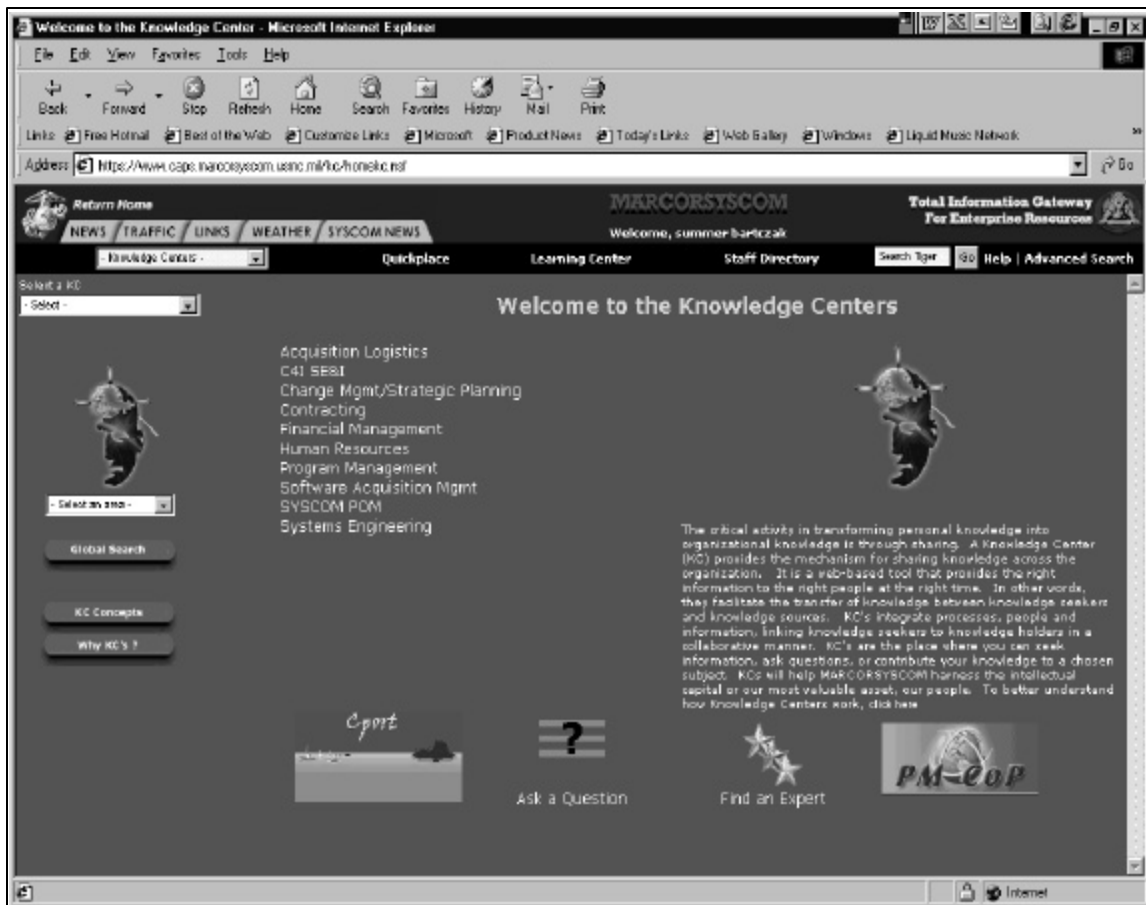 Welcome to the Knowledge Center - Microsoft Internet Explorer
File Edit View Favorites Tools Help
Back Forward Stop Refresh Home Search Favorites History Mail Print
Links Free Hotmail Best of the Web Customize Links Microsoft Product News Today's Links Web Gallery Windows Liquid Music Network
Address https://www.caps.marcorsyscom.usmc.mil/kc/homekc.nsf Go
Return Home MARCORSYSCOM Total Information Gateway
For Enterprise Resources
NEWS TRAFFIC LINKS WEATHER SYSCOM NEWS Welcome, summer bartczak
- Knowledge Centers - Quickplace Learning Center Staff Directory Search Tiger Go Help | Advanced Search
Select a KC
- Select -
Welcome to the Knowledge Centers
Acquisition Logistics
C4I SE&I
Change Mgmt/Strategic Planning
Contracting
Financial Management
Human Resources
Program Management
Software Acquisition Mgmt
SYSCOM POM
Systems Engineering
- Select an area -
Global Search
KC Concepts
Why KC's ?
The critical activity in transforming personal knowledge into
organizational knowledge is through sharing. A Knowledge Center
(KC) provides the mechanism for sharing knowledge across the
organization. It is a web-based tool that provides the right
information to the right people at the right time. In other words,
they facilitate the transfer of knowledge between knowledge seekers
and knowledge sources. KC's integrate processes, people and
information, linking knowledge seekers to knowledge holders in a
collaborative manner. KC's are the place where you can seek
information, ask questions, or contribute your knowledge to a chosen
subject. KCs will help MARCORSYSCOM harness the intellectual
capital or our most valuable asset, our people. To better understand
how Knowledge Centers work, click here
Cport
?
PM-CoP
Ask a Question
Find an Expert
Internet